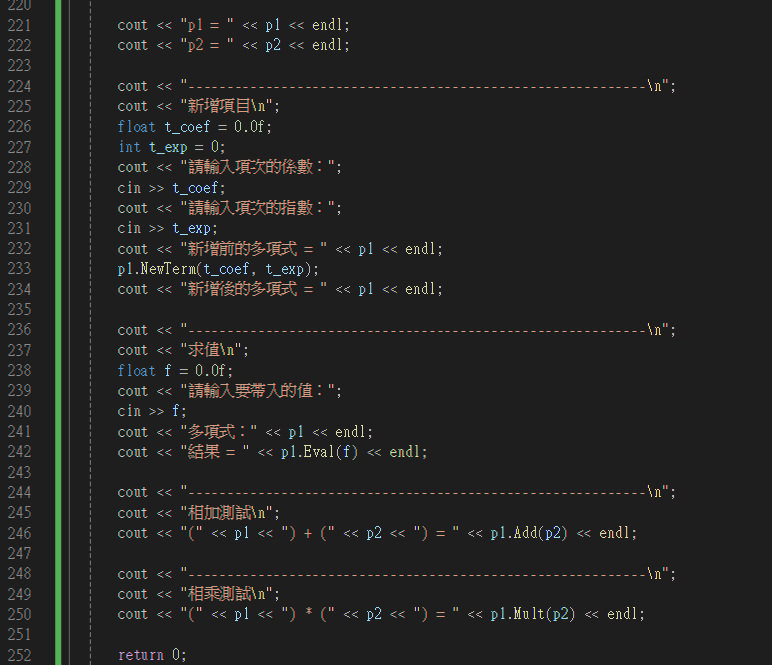 220
221 cout << "p1 = " << p1 << endl;
222 cout << "p2 = " << p2 << endl;
223
224 cout << "-----------------------------------------------------------\n";
225 cout << "新增項目\n";
226 float t_coef = 0.0f;
227 int t_exp = 0;
228 cout << "請輸入項次的係數：";
229 cin >> t_coef;
230 cout << "請輸入項次的指數：";
231 cin >> t_exp;
232 cout << "新增前的多項式 = " << p1 << endl;
233 p1.NewTerm(t_coef, t_exp);
234 cout << "新增後的多項式 = " << p1 << endl;
235
236 cout << "-----------------------------------------------------------\n";
237 cout << "求值\n";
238 float f = 0.0f;
239 cout << "請輸入要帶入的值：";
240 cin >> f;
241 cout << "多項式：" << p1 << endl;
242 cout << "結果 = " << p1.Eval(f) << endl;
243
244 cout << "-----------------------------------------------------------\n";
245 cout << "相加測試\n";
246 cout << "(" << p1 << ") + (" << p2 << ") = " << p1.Add(p2) << endl;
247
248 cout << "-----------------------------------------------------------\n";
249 cout << "相乘測試\n";
250 cout << "(" << p1 << ") * (" << p2 << ") = " << p1.Mult(p2) << endl;
251
252 return 0;